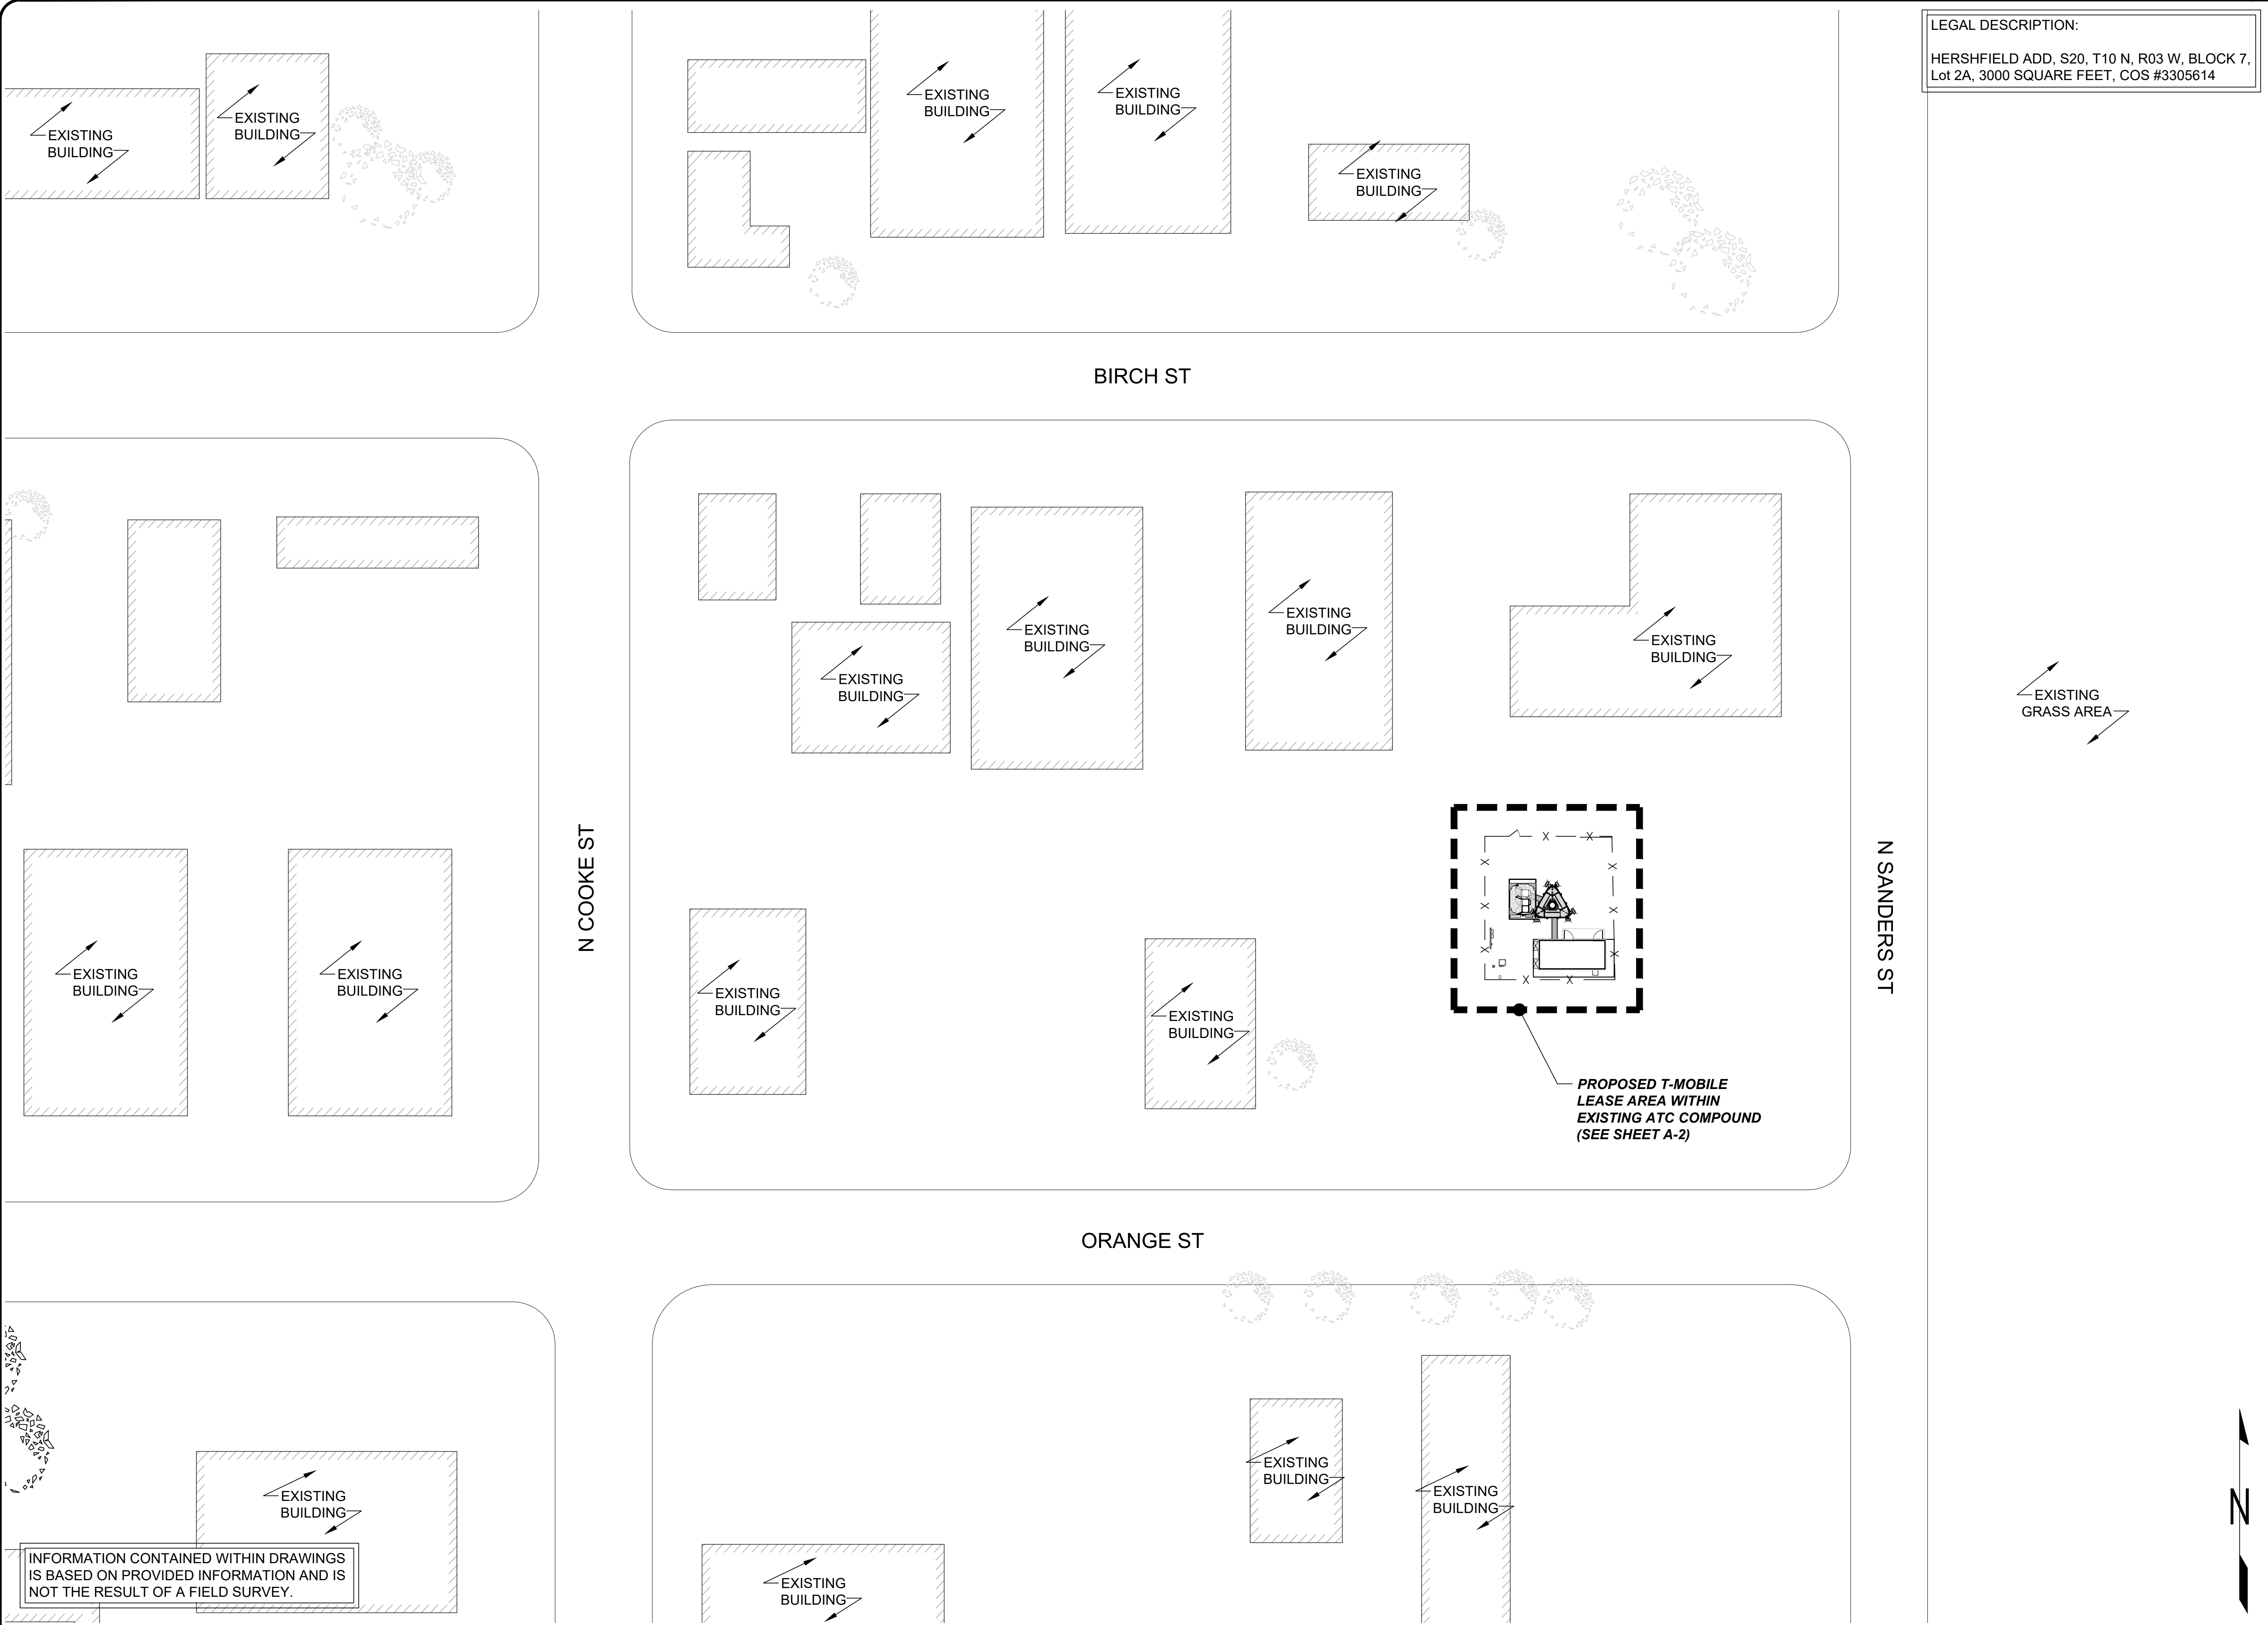 LEGAL DESCRIPTION:
HERSHFIELD ADD, S20, T10 N, R03 W, BLOCK 7,
Lot 2A, 3000 SQUARE FEET, COS #3305614
EXISTING
BUILDING
EXISTING
BUILDING
EXISTING
BUILDING
EXISTING
BUILDING
EXISTING
BUILDING
BIRCH ST
EXISTING
BUILDING
EXISTING
BUILDING
EXISTING
BUILDING
EXISTING
BUILDING
EXISTING
GRASS AREA
N COOKE ST
N SANDERS ST
EXISTING
BUILDING
EXISTING
BUILDING
EXISTING
BUILDING
EXISTING
BUILDING
PROPOSED T-MOBILE
LEASE AREA WITHIN
EXISTING ATC COMPOUND
(SEE SHEET A-2)
ORANGE ST
EXISTING
BUILDING
EXISTING
BUILDING
EXISTING
BUILDING
EXISTING
BUILDING
N
INFORMATION CONTAINED WITHIN DRAWINGS
IS BASED ON PROVIDED INFORMATION AND IS
NOT THE RESULT OF A FIELD SURVEY.